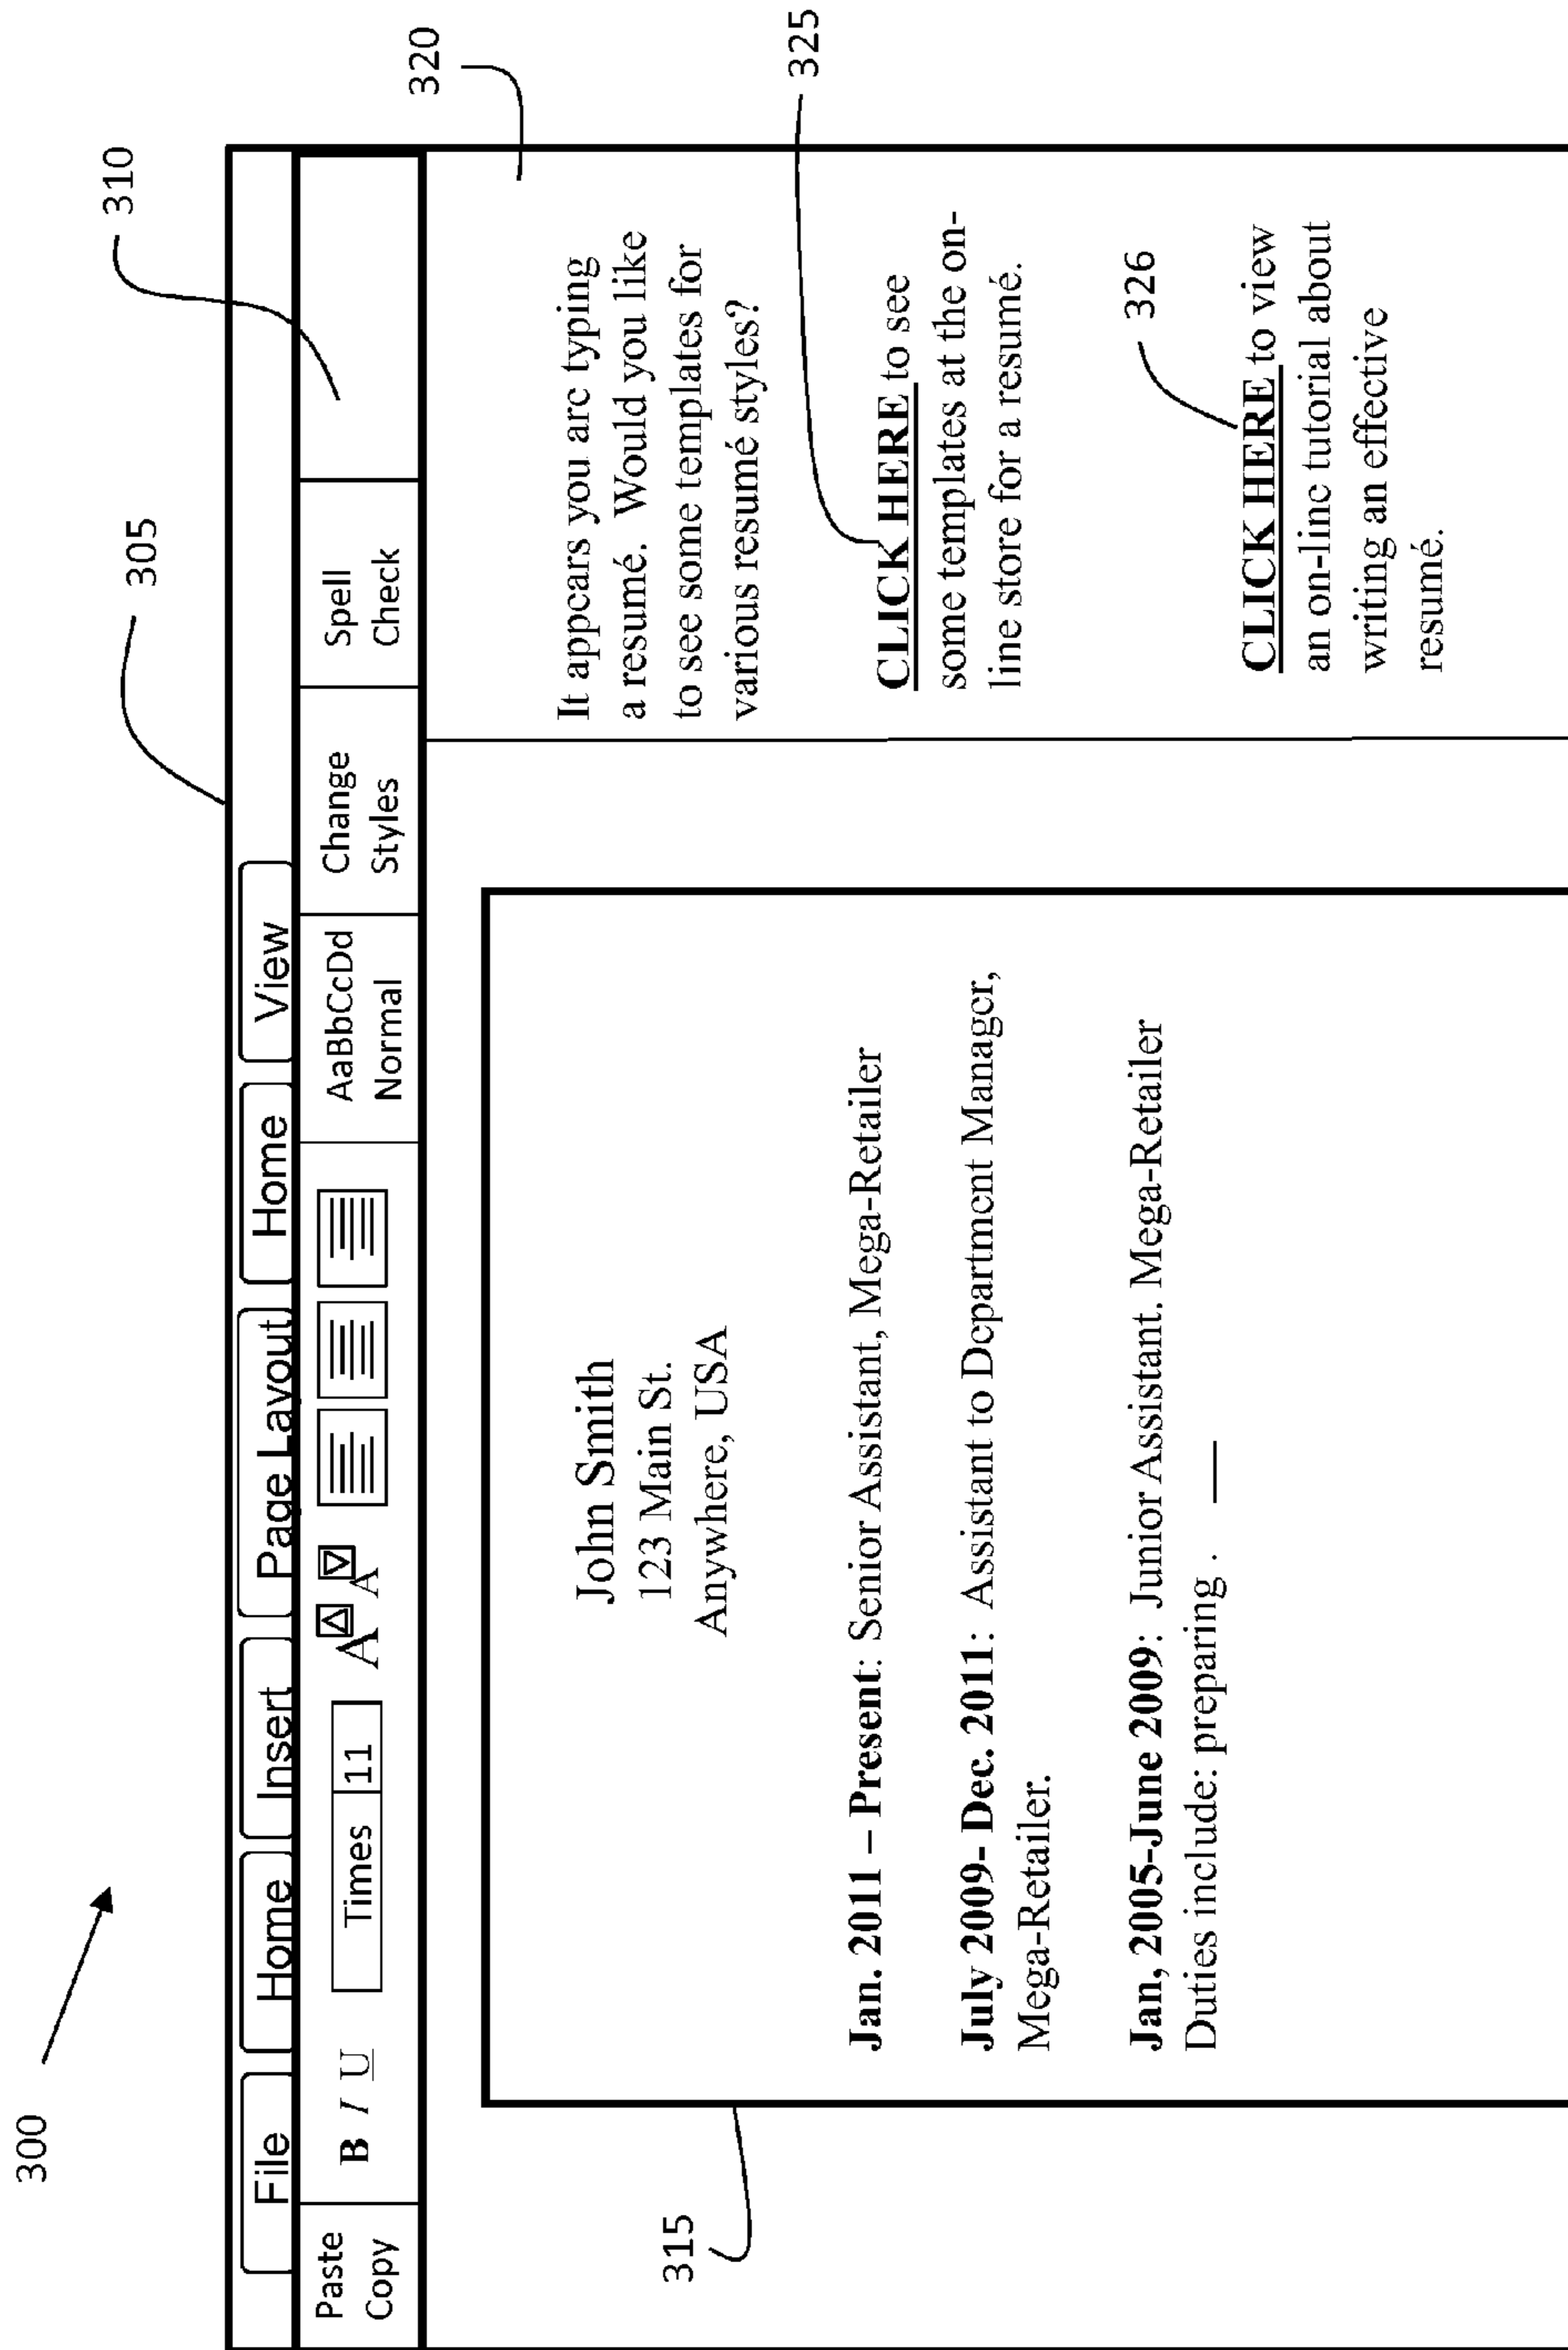 300
305
310
File
Home
Insert
Page Layout
Home
View
Paste
Copy
B I U
Times 11
A A
AaBbCcDd
Normal
Change
Styles
Spell
Check
315
John Smith
123 Main St.
Anywhere, USA
Jan. 2011 – Present: Senior Assistant, Mega-Retailer
July 2009- Dec. 2011: Assistant to Department Manager,
Mega-Retailer.
Jan, 2005-June 2009: Junior Assistant. Mega-Retailer
Duties include: preparing .
320
It appears you are typing
a resumé. Would you like
to see some templates for
various resumé styles?
325
CLICK HERE to see
some templates at the on-
line store for a resumé.
326
CLICK HERE to view
an on-line tutorial about
writing an effective
resumé.